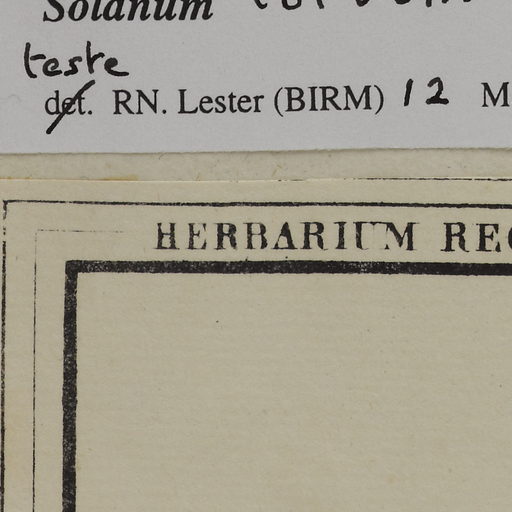 Solanum
teste
det. RN. Lester (BIRM) 12 M
HERBARIUM REG